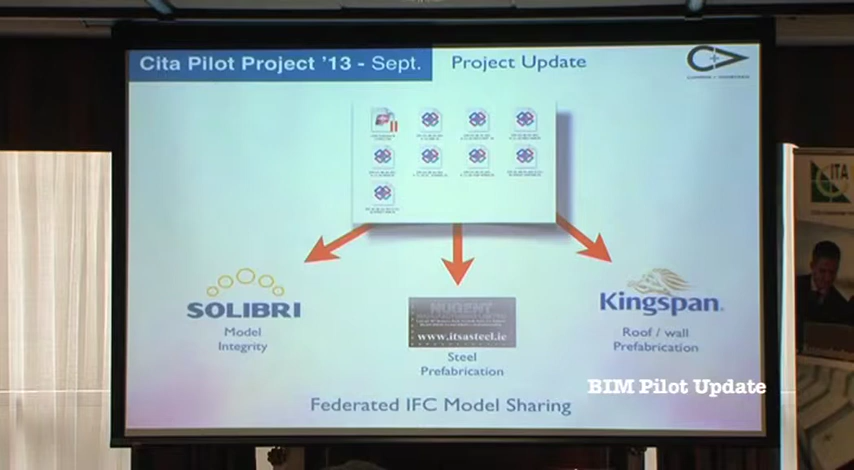 Cita Pilot Project '13 - Sept.
Project Update
SOLIBRI
Model
Integrity
NUGENT
www.itsasteel.ie
Steel
Prefabrication
Kingspan.
Roof / wall
Prefabrication
BIM Pilot Update
Federated IFC Model Sharing
CITA